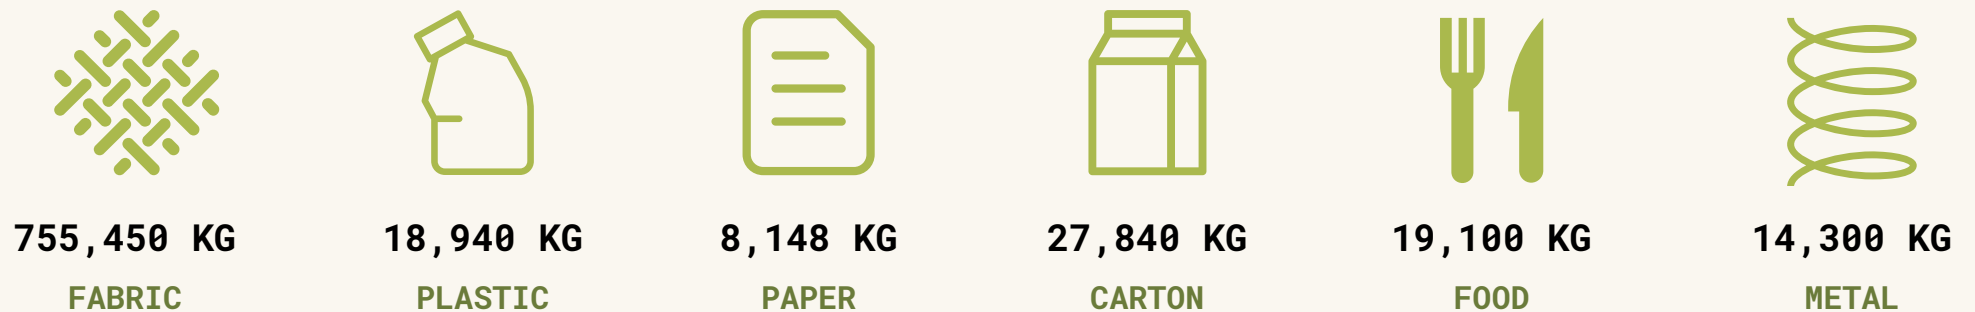 755,450 KG
18,940 KG
8,148 KG
27,840 KG
19,100 KG
14,300 KG
FABRIC
PLASTIC
PAPER
CARTON
FOOD
METAL